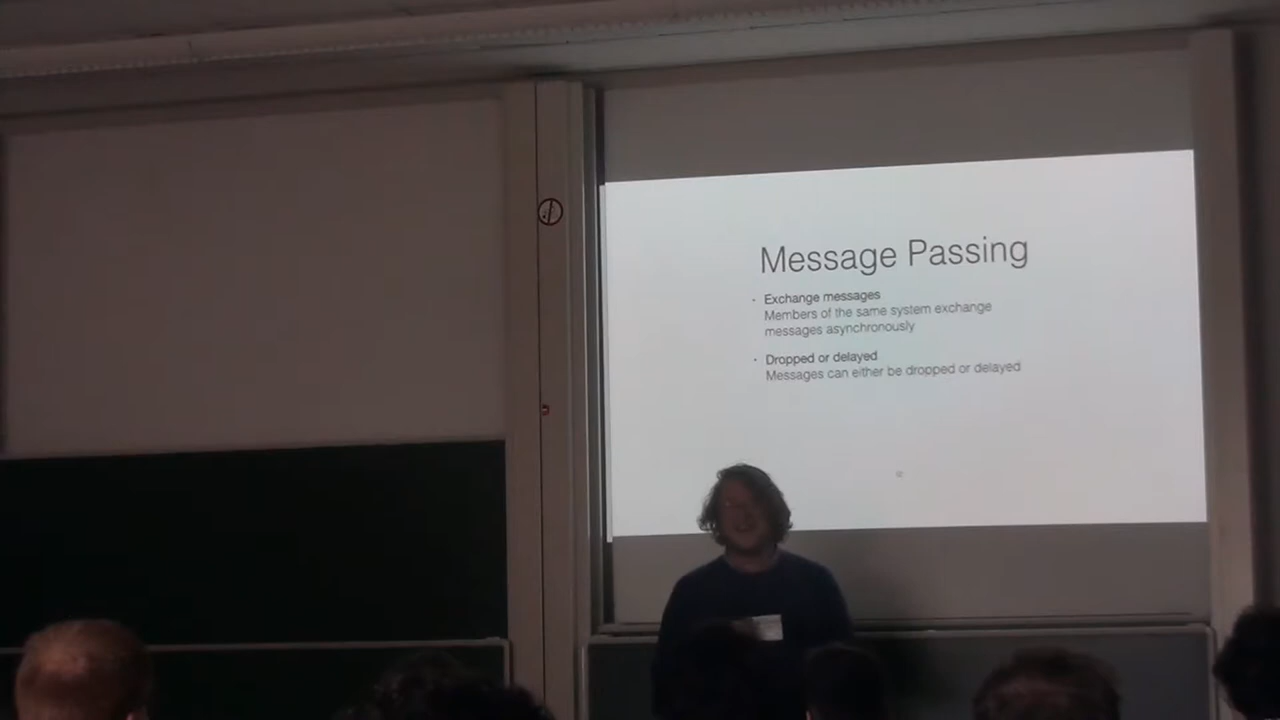 Message Passing
· Exchange messages
Members of the same system exchange
messages asynchronously
· Dropped or delayed
Messages can either be dropped or delayed